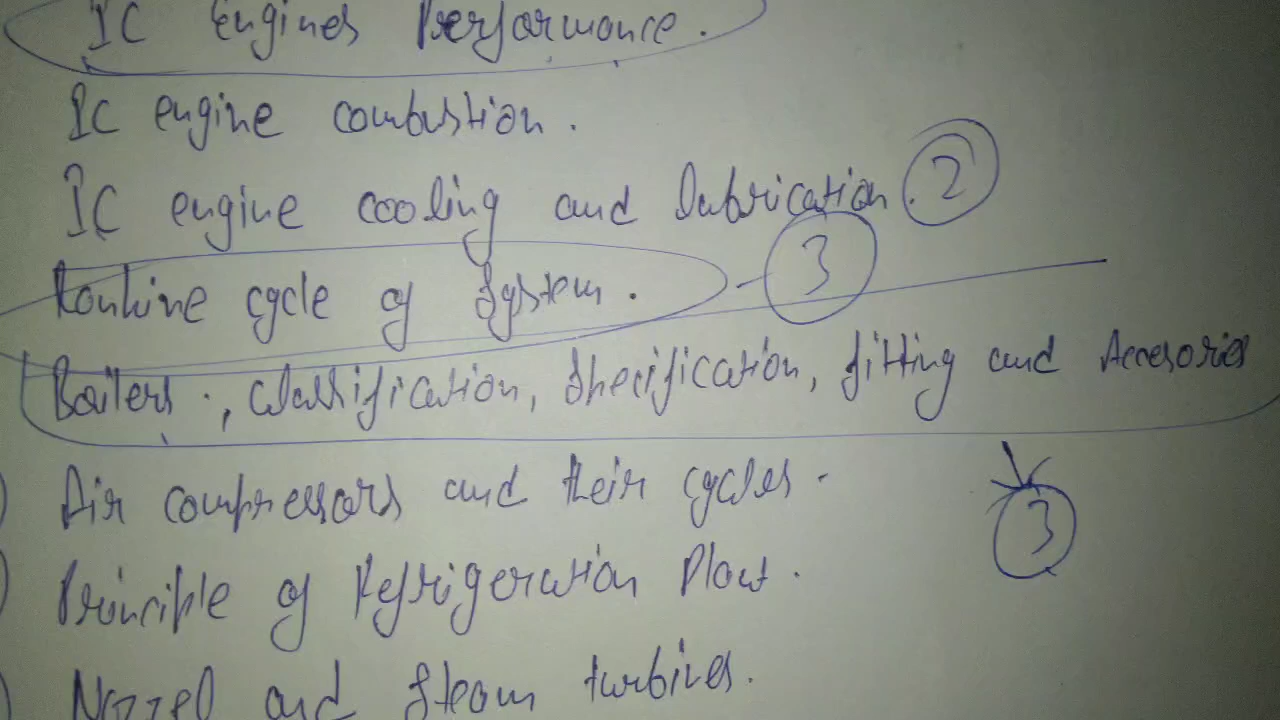 IC Engines Performance.
IC engine combustion.
IC engine cooling and lubrication. 2
Rankine cycle of System. 3
Boilers, classification, Specification, fitting and Accesories
Air compressors and their cycles. 3
Principle of Refrigeration Plant.
Nozzel and Steam turbines.